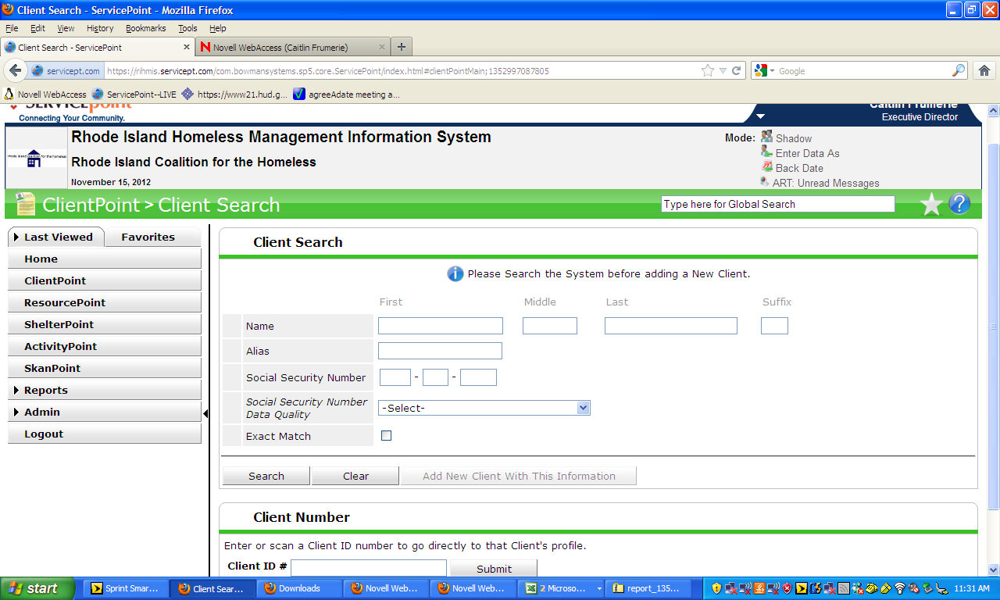 Client Search - ServicePoint - Mozilla Firefox
File Edit View History Bookmarks Tools Help
Client Search - ServicePoint Novell WebAccess (Caitlin Frumerie)
servicept.com https://rihmis.servicept.com/com.bowmansystems.sp5.core.ServicePoint/index.html#clientPointMain;1352997087805 Google
Novell WebAccess ServicePoint--LIVE https://www21.hud.g... agreeAdate meeting a...
SERVICEpoint Caitlin Frumerie
Connecting Your Community. Executive Director
rhode island coalition for the homeless
Rhode Island Homeless Management Information System
Rhode Island Coalition for the Homeless
November 15, 2012
Mode: Shadow
Enter Data As
Back Date
ART: Unread Messages
ClientPoint > Client Search Type here for Global Search
Last Viewed Favorites
Home
ClientPoint
ResourcePoint
ShelterPoint
ActivityPoint
SkanPoint
Reports
Admin
Logout
Client Search
Please Search the System before adding a New Client.
First Middle Last Suffix
Name
Alias
Social Security Number - -
Social Security Number
Data Quality
-Select-
Exact Match
Search Clear Add New Client With This Information
Client Number
Enter or scan a Client ID number to go directly to that Client's profile.
Client ID # Submit
start Sprint Smar... Client Sear... Downloads Novell Web... Novell Web... 2 Microso... report_135... 11:31 AM